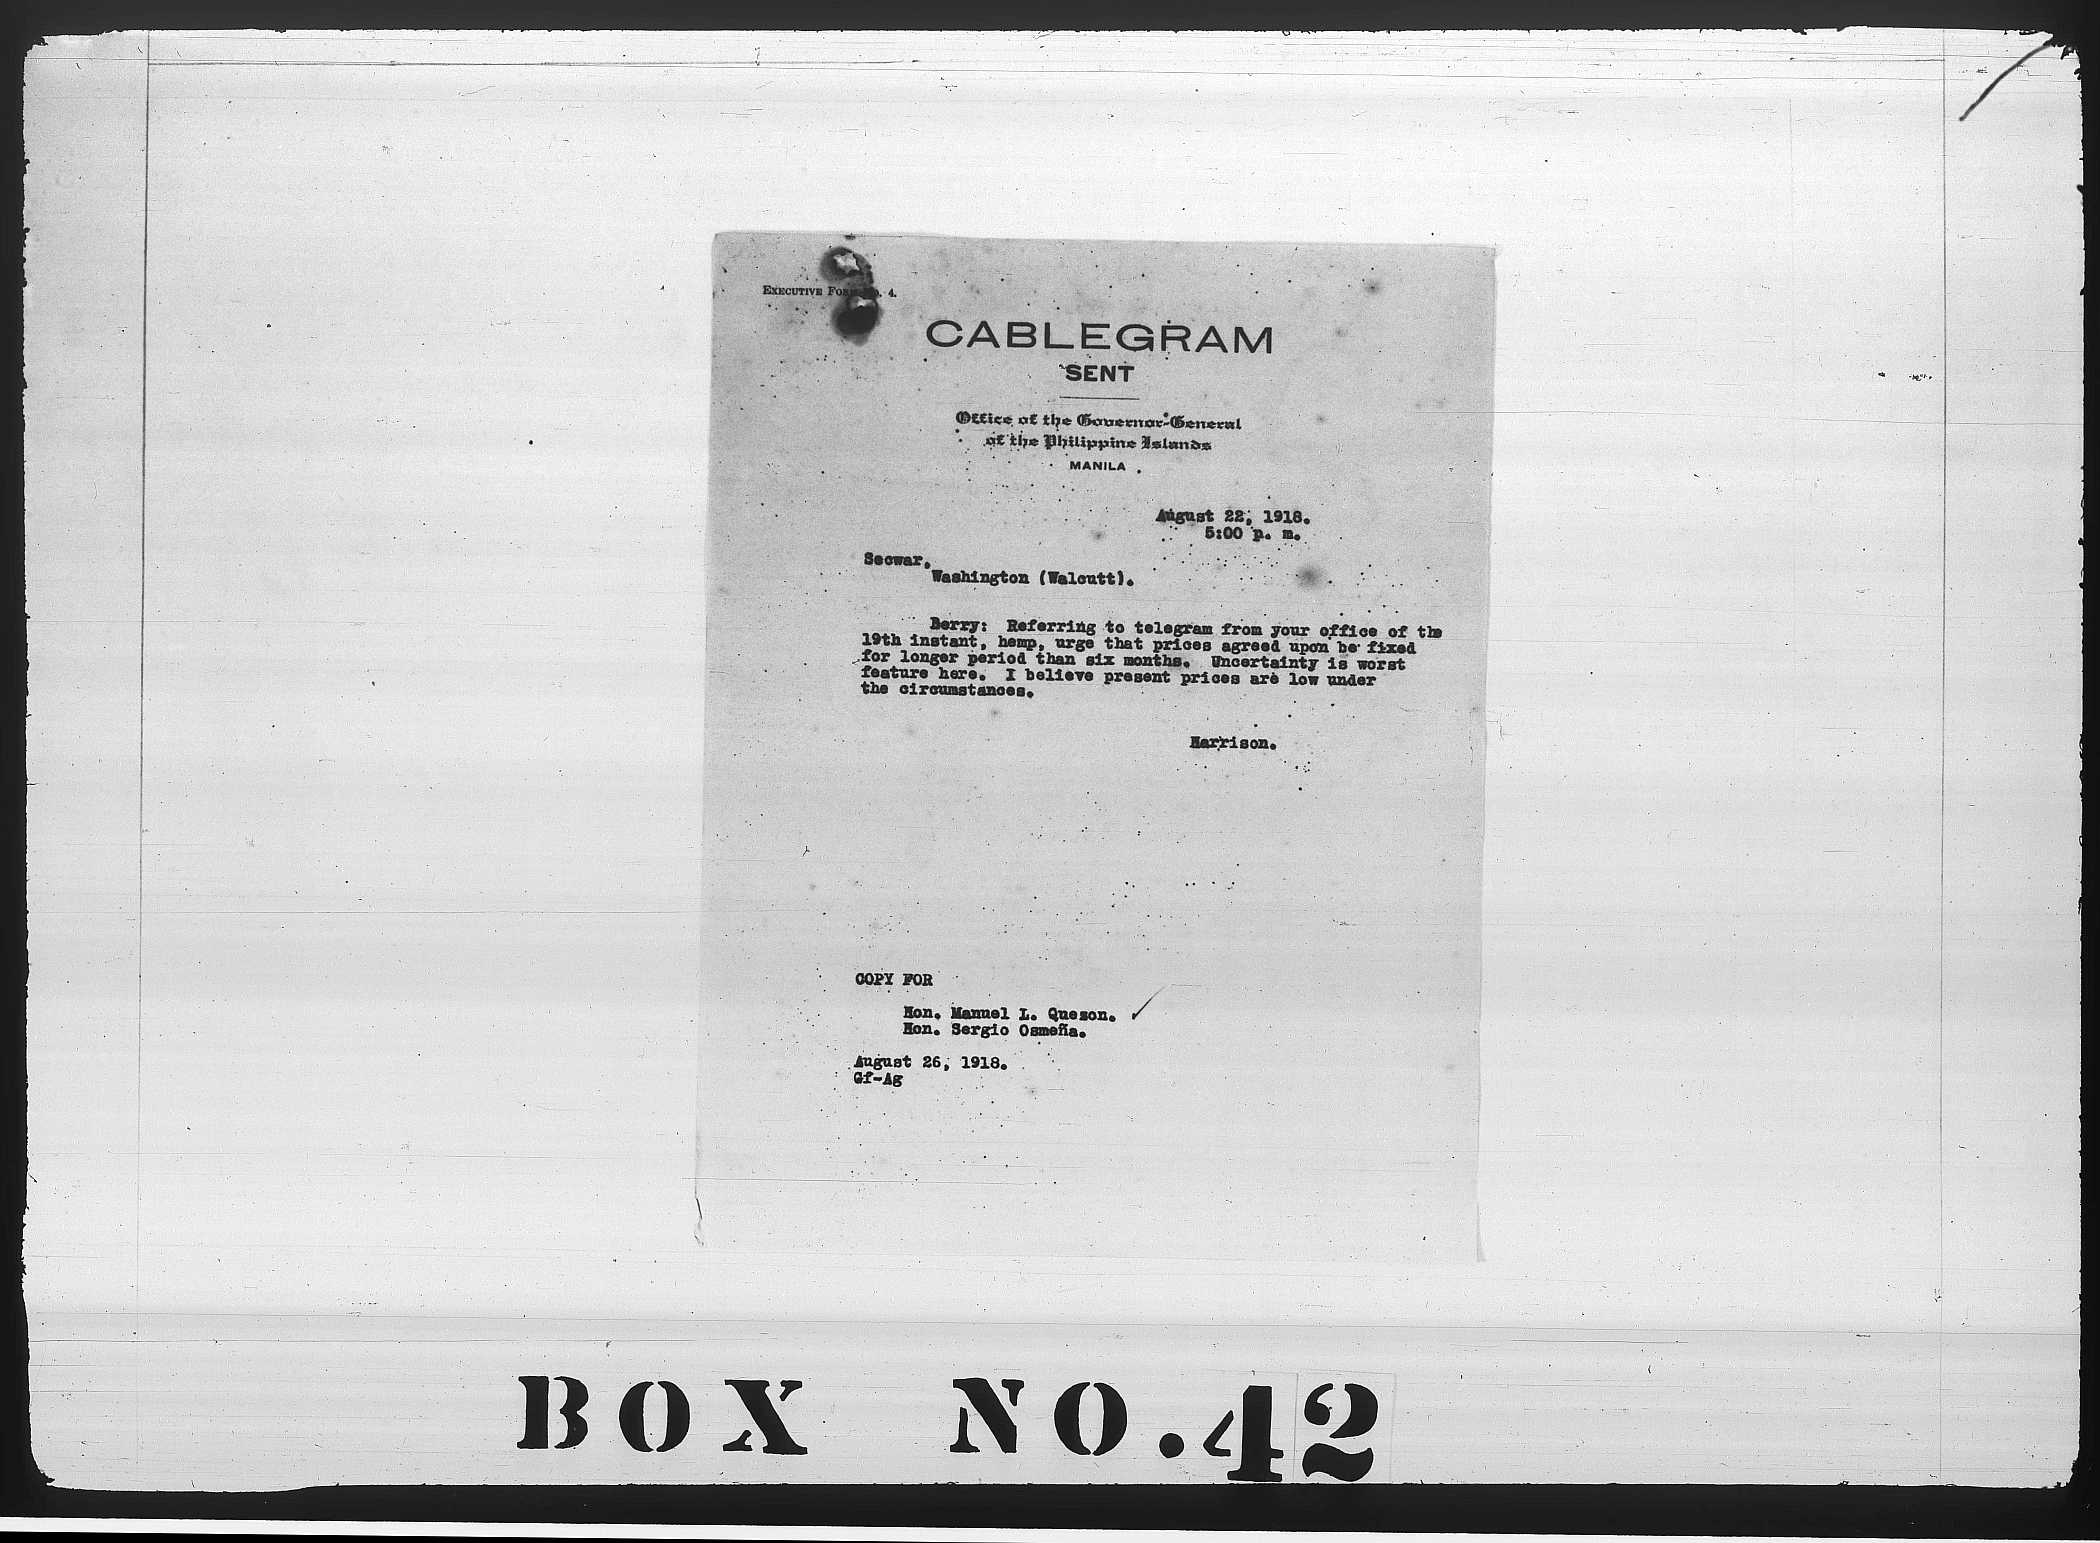 EXECUTIVE FORM NO. 4.
CABLEGRAM
SENT
Office of the Governor-General
of the Philippine Islands
MANILA
August 22, 1918.
5:00 p. m.
Secwar,
Washington (Walcutt).
Berry: Referring to telegram from your office of the
19th instant, hemp, urge that prices agreed upon be fixed
for longer period than six months. Uncertainty is worst
feature here. I believe present prices are low under
the circumstances.
Harrison.
COPY FOR
Hon. Manuel L. Quezon.
Hon. Sergio Osmeña.
August 26, 1918.
Gf-Ag
BOX NO. 42